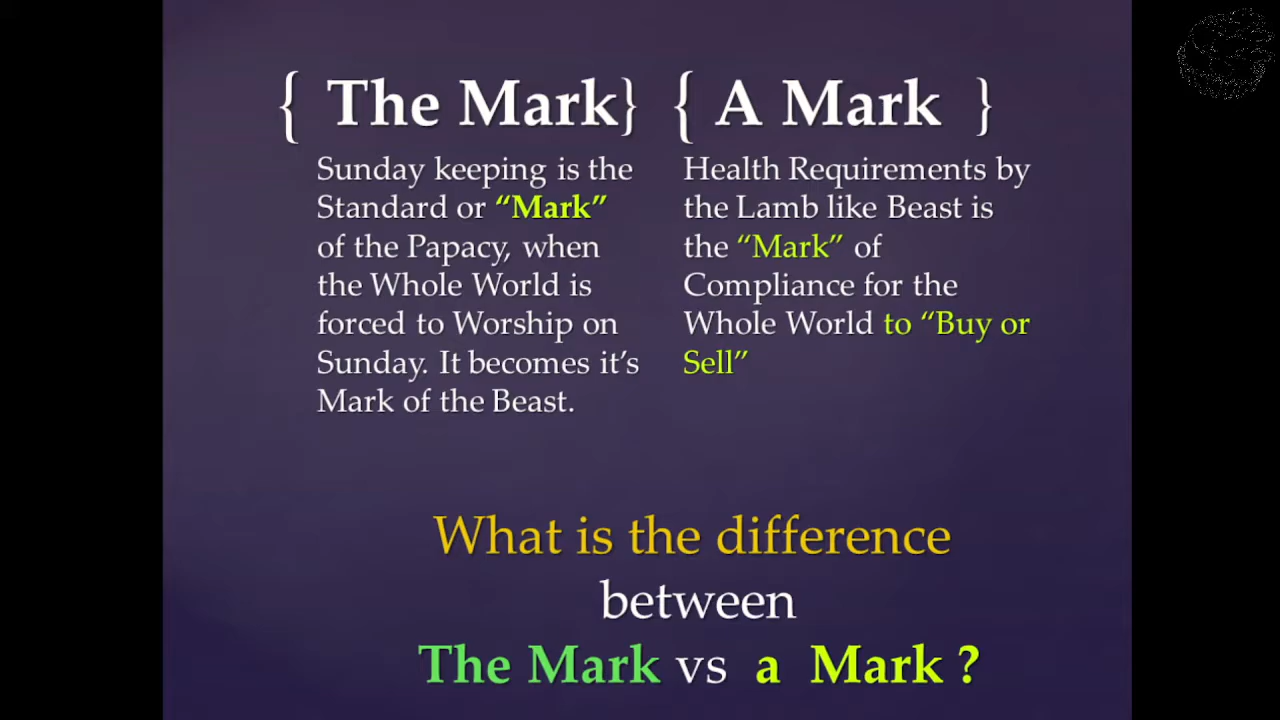 { The Mark}
Sunday keeping is the
Standard or “Mark”
of the Papacy, when
the Whole World is
forced to Worship on
Sunday. It becomes it’s
Mark of the Beast.
{ A Mark }
Health Requirements by
the Lamb like Beast is
the “Mark” of
Compliance for the
Whole World to “Buy or
Sell”
What is the difference
between
The Mark vs a Mark ?